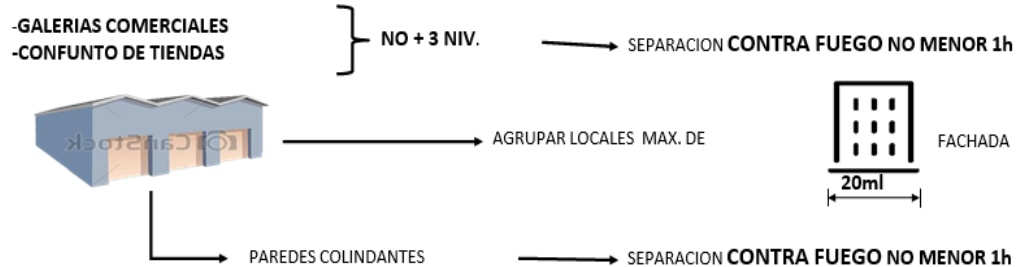 -GALERIAS COMERCIALES
-CONFUNTO DE TIENDAS
NO + 3 NIV.
SEPARACION CONTRA FUEGO NO MENOR 1h
CanStock
AGRUPAR LOCALES MAX. DE
FACHADA
20ml
PAREDES COLINDANTES
SEPARACION CONTRA FUEGO NO MENOR 1h